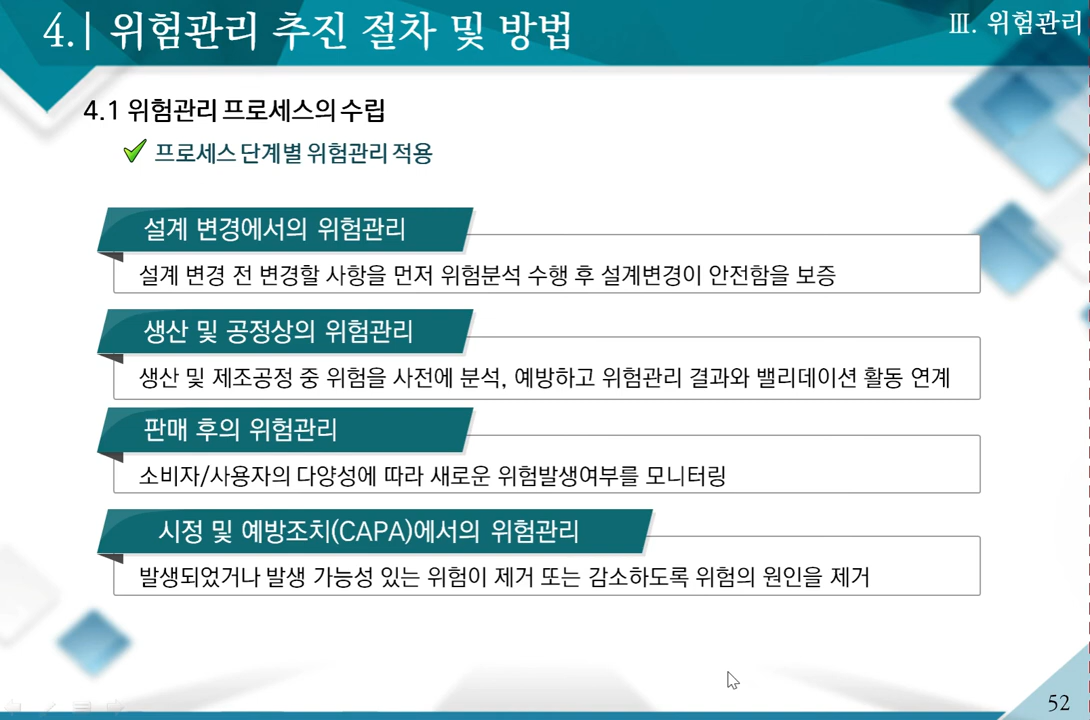 4.| 위험관리 추진 절차 및 방법
Ⅲ. 위험관리
4.1 위험관리 프로세스의 수립
프로세스 단계별 위험관리 적용
설계 변경에서의 위험관리
설계 변경 전 변경할 사항을 먼저 위험분석 수행 후 설계변경이 안전함을 보증
생산 및 공정상의 위험관리
생산 및 제조공정 중 위험을 사전에 분석, 예방하고 위험관리 결과와 밸리데이션 활동 연계
판매 후의 위험관리
소비자/사용자의 다양성에 따라 새로운 위험발생여부를 모니터링
시정 및 예방조치(CAPA)에서의 위험관리
발생되었거나 발생 가능성 있는 위험이 제거 또는 감소하도록 위험의 원인을 제거
52